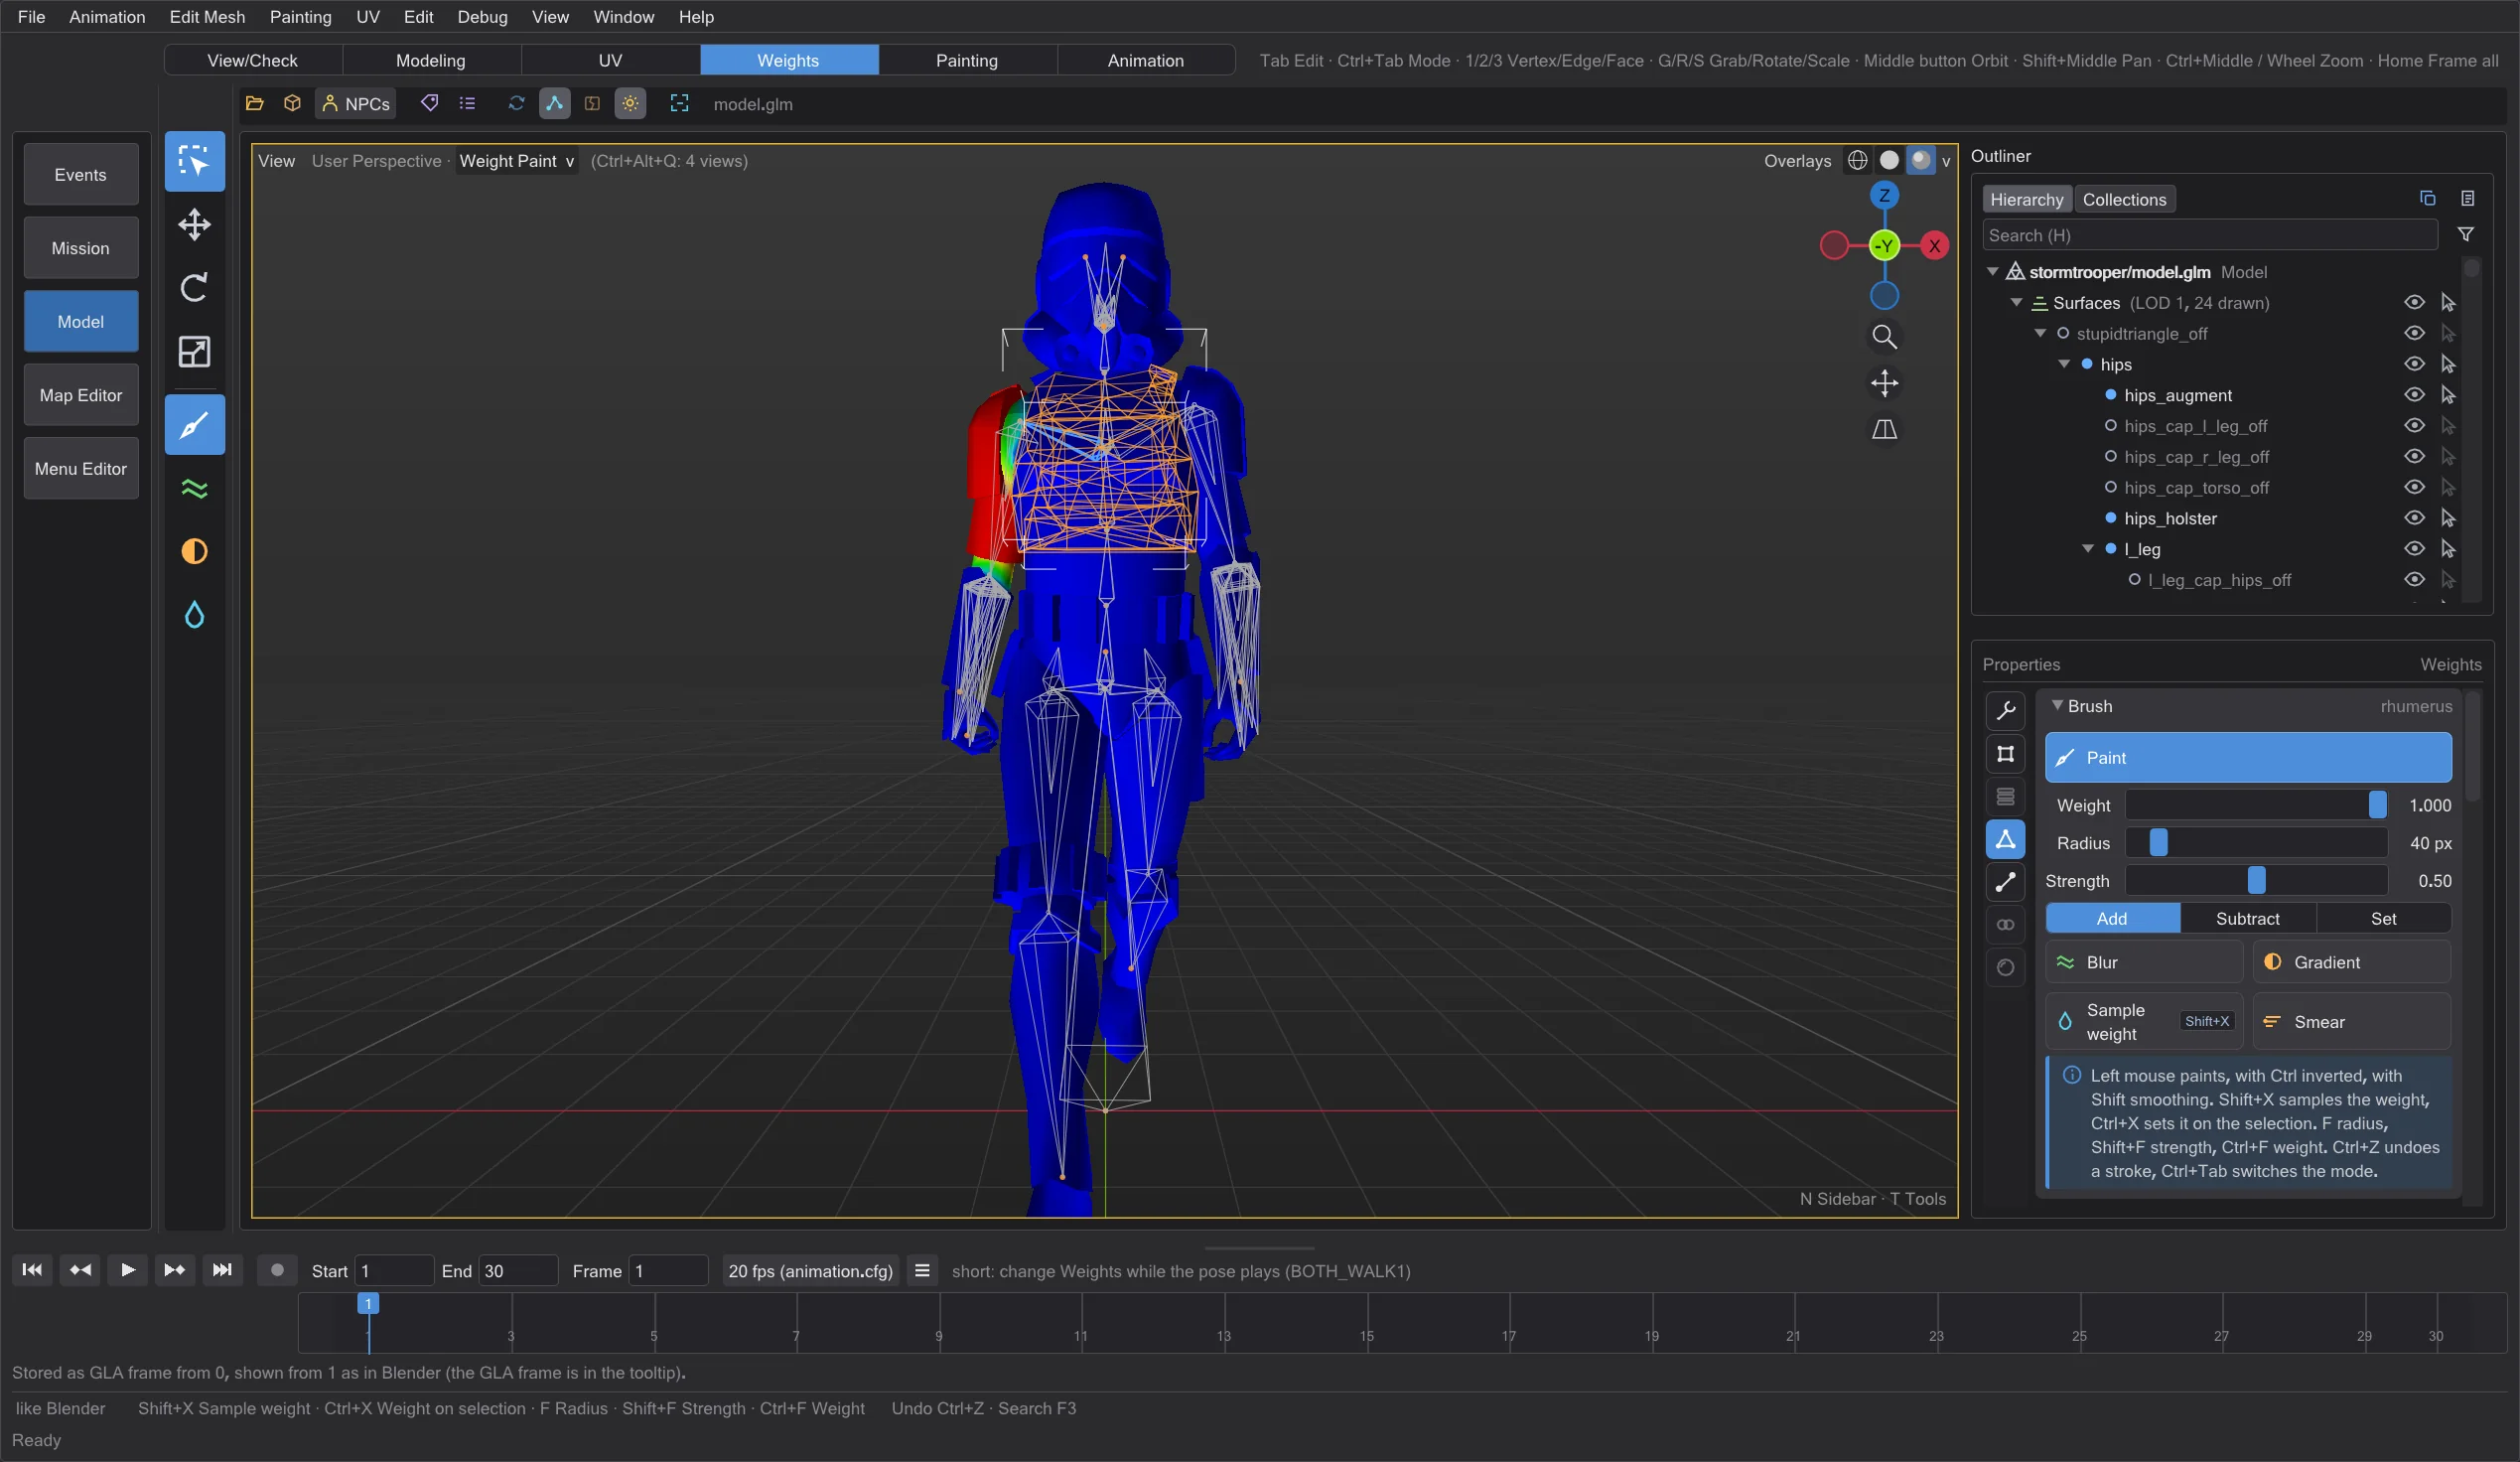 File Animation Edit Mesh Painting UV Edit Debug View Window Help
View/Check Modeling UV Weights Painting Animation Tab Edit · Ctrl+Tab Mode · 1/2/3 Vertex/Edge/Face · G/R/S Grab/Rotate/Scale · Middle button Orbit · Shift+Middle Pan · Ctrl+Middle / Wheel Zoom · Home Frame all
NPCs model.glm
Events
Mission
Model
Map Editor
Menu Editor
View User Perspective · Weight Paint v (Ctrl+Alt+Q: 4 views) Overlays v
Z
-Y X
N Sidebar · T Tools
Outliner
Hierarchy Collections
Search (H)
stormtrooper/model.glm Model
Surfaces (LOD 1, 24 drawn)
stupidtriangle_off
hips
hips_augment
hips_cap_l_leg_off
hips_cap_r_leg_off
hips_cap_torso_off
hips_holster
l_leg
l_leg_cap_hips_off
Properties Weights
Brush rhumerus
Paint
Weight 1.000
Radius 40 px
Strength 0.50
Add Subtract Set
Blur Gradient
Sample weight Shift+X Smear
Left mouse paints, with Ctrl inverted, with
Shift smoothing. Shift+X samples the weight,
Ctrl+X sets it on the selection. F radius,
Shift+F strength, Ctrl+F weight. Ctrl+Z undoes
a stroke, Ctrl+Tab switches the mode.
Start 1 End 30 Frame 1 20 fps (animation.cfg) short: change Weights while the pose plays (BOTH_WALK1)
1
1 3 5 7 9 11 13 15 17 19 21 23 25 27 29 30
Stored as GLA frame from 0, shown from 1 as in Blender (the GLA frame is in the tooltip).
like Blender Shift+X Sample weight · Ctrl+X Weight on selection · F Radius · Shift+F Strength · Ctrl+F Weight Undo Ctrl+Z · Search F3
Ready